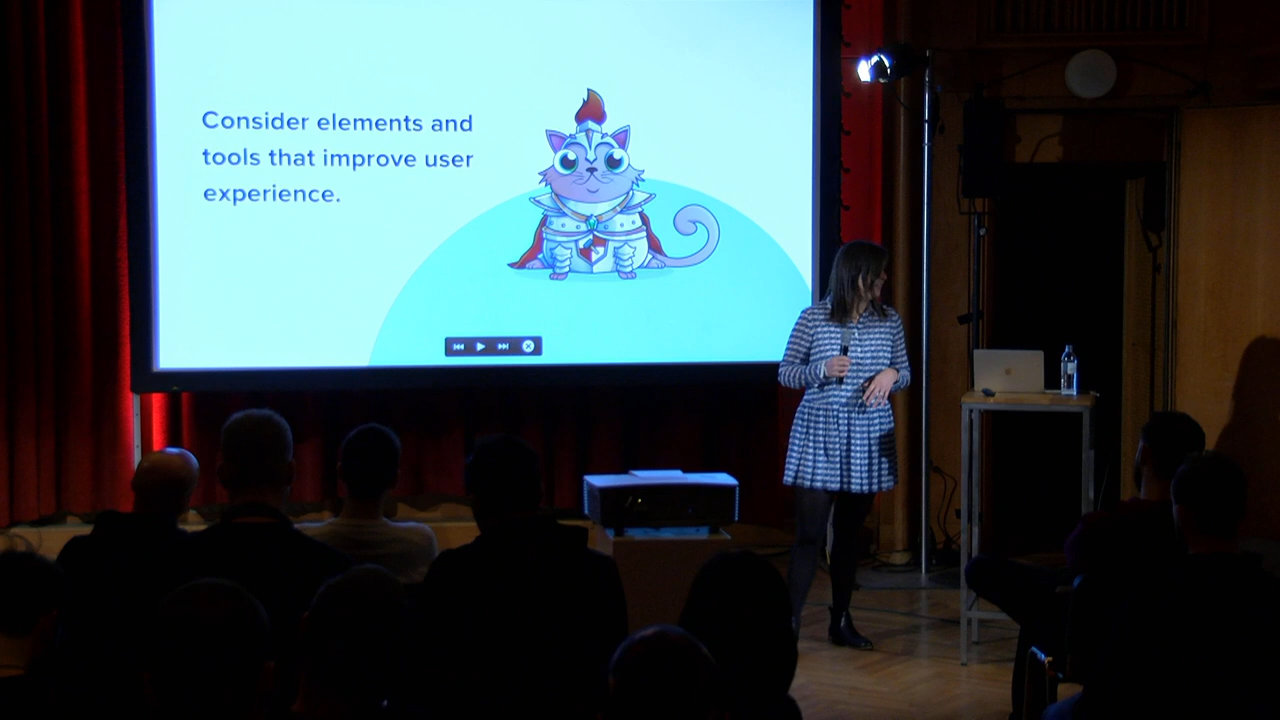 Consider elements and
tools that improve user
experience.